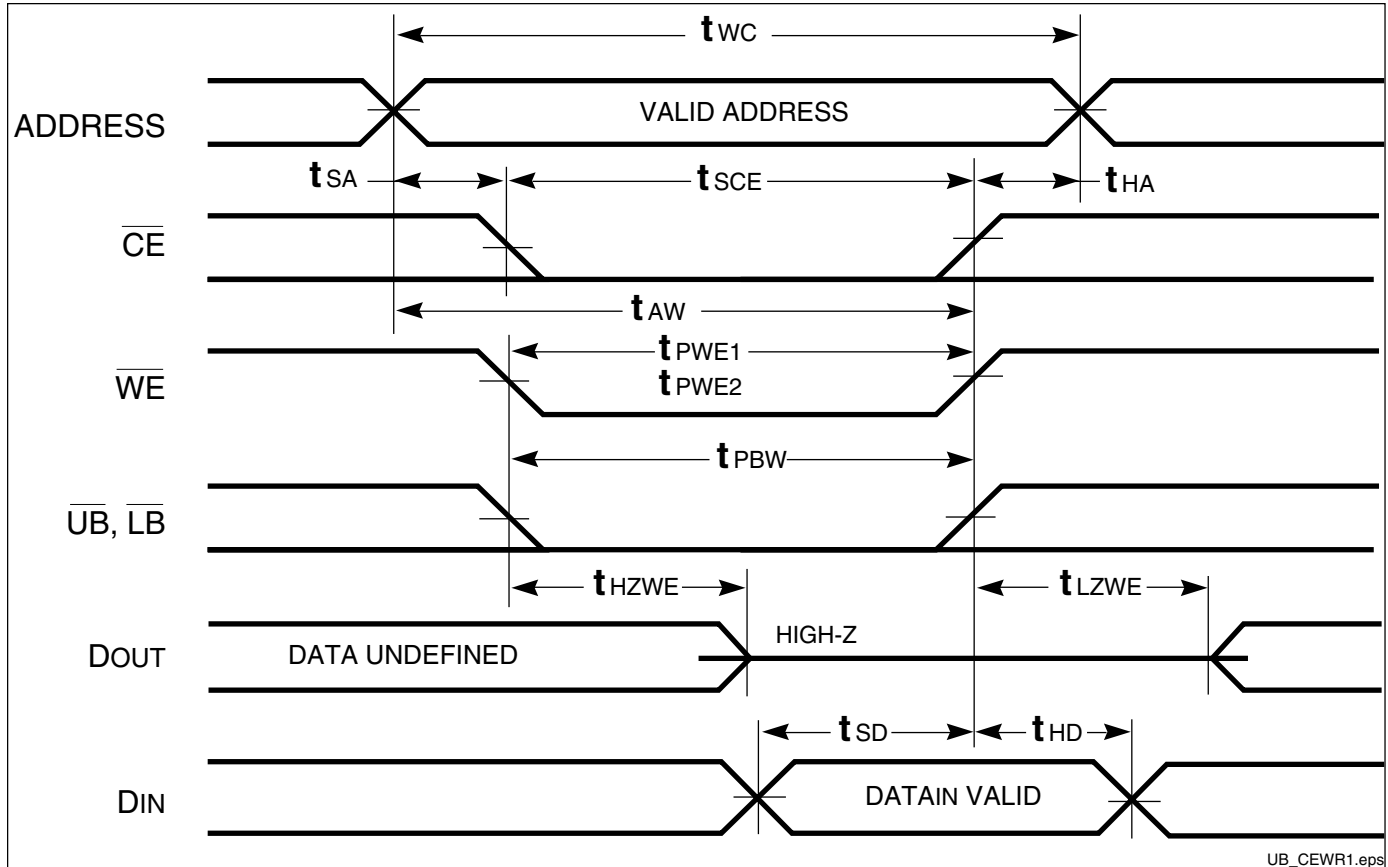 tWC
ADDRESS
VALID ADDRESS
tSA
tSCE
tHA
CE
tAW
tPWE1
WE
tPWE2
tPBW
UB, LB
tHZWE
tLZWE
DOUT
DATA UNDEFINED
HIGH-Z
tSD
tHD
DIN
DATAIN VALID
UB_CEWR1.eps